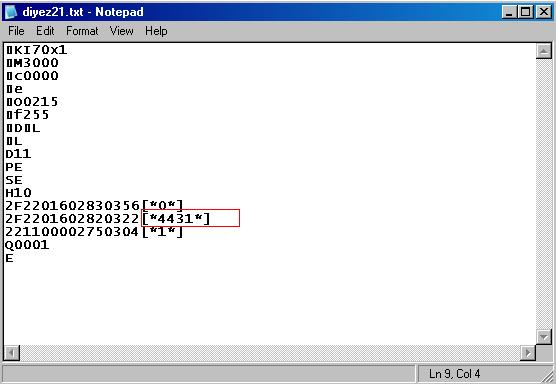 diyez21.txt - Notepad
File Edit Format View Help
▯KI70x1
▯M3000
▯c0000
▯e
▯O0215
▯f255
▯D▯L
▯L
D11
PE
SE
H10
2F2201602830356[*0*]
2F2201602820322[*4431*]
221100002750304[*1*]
Q0001
E
Ln 9, Col 4